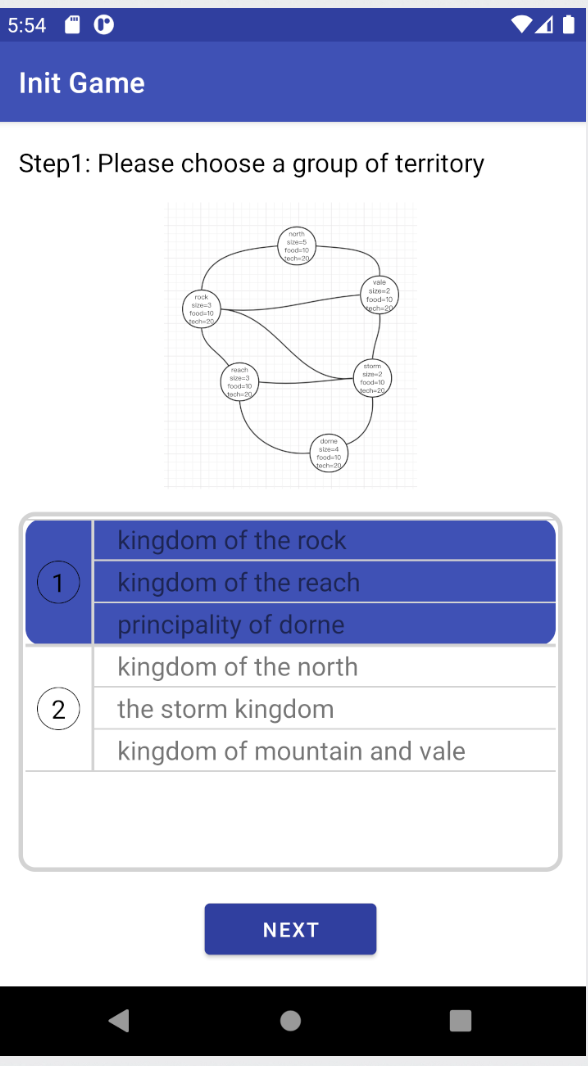 5:54
Init Game
Step1: Please choose a group of territory
north
size=5
food=10
tech=20
vale
size=2
food=10
tech=20
rock
size=3
food=10
tech=20
reach
size=3
food=10
tech=20
storm
size=2
food=10
tech=20
dorne
size=4
food=10
tech=20
1
kingdom of the rock
kingdom of the reach
principality of dorne
2
kingdom of the north
the storm kingdom
kingdom of mountain and vale
NEXT